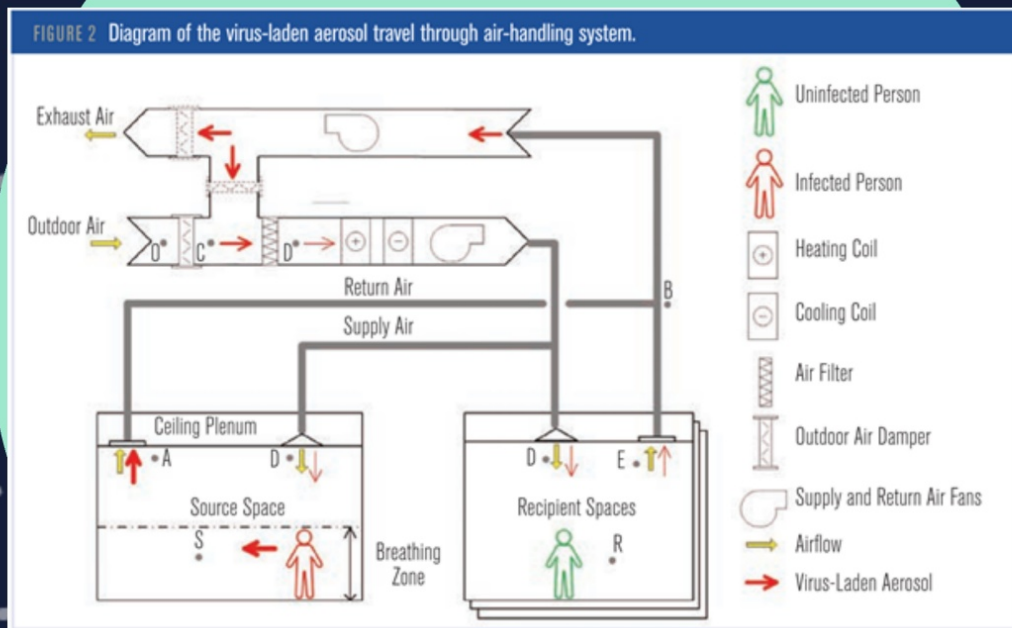 FIGURE 2 Diagram of the virus-laden aerosol travel through air-handling system.
Exhaust Air
Outdoor Air
O
C
D
Return Air
B
Supply Air
Ceiling Plenum
A
D
Source Space
S
Breathing
Zone
D
E
Recipient Spaces
R
Uninfected Person
Infected Person
Heating Coil
Cooling Coil
Air Filter
Outdoor Air Damper
Supply and Return Air Fans
Airflow
Virus-Laden Aerosol